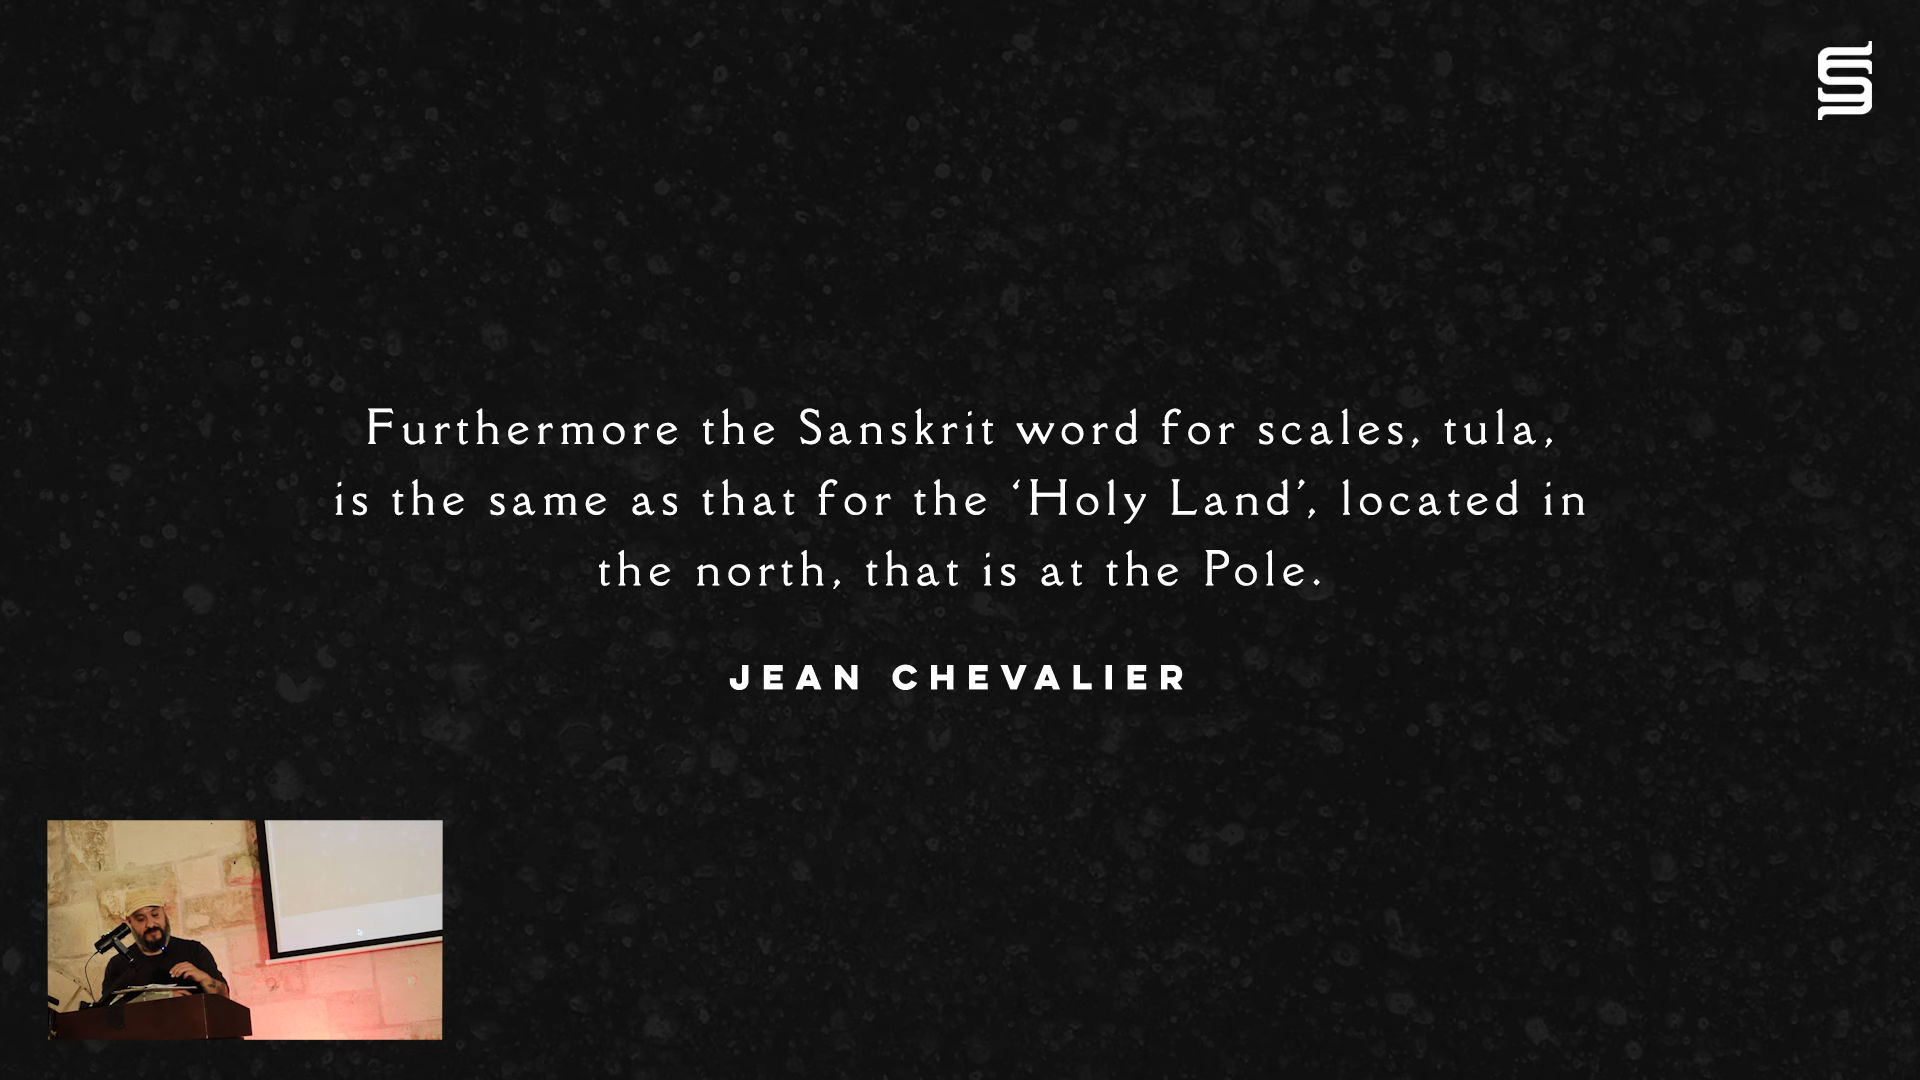 Furthermore the Sanskrit word for scales, tula,
is the same as that for the ‘Holy Land’, located in
the north, that is at the Pole.
JEAN CHEVALIER